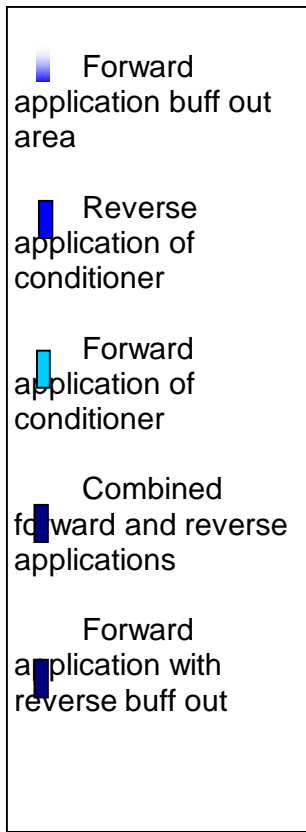 Forward
application buff out
area
Reverse
application of
conditioner
Forward
application of
conditioner
Combined
forward and reverse
applications
Forward
application with
reverse buff out